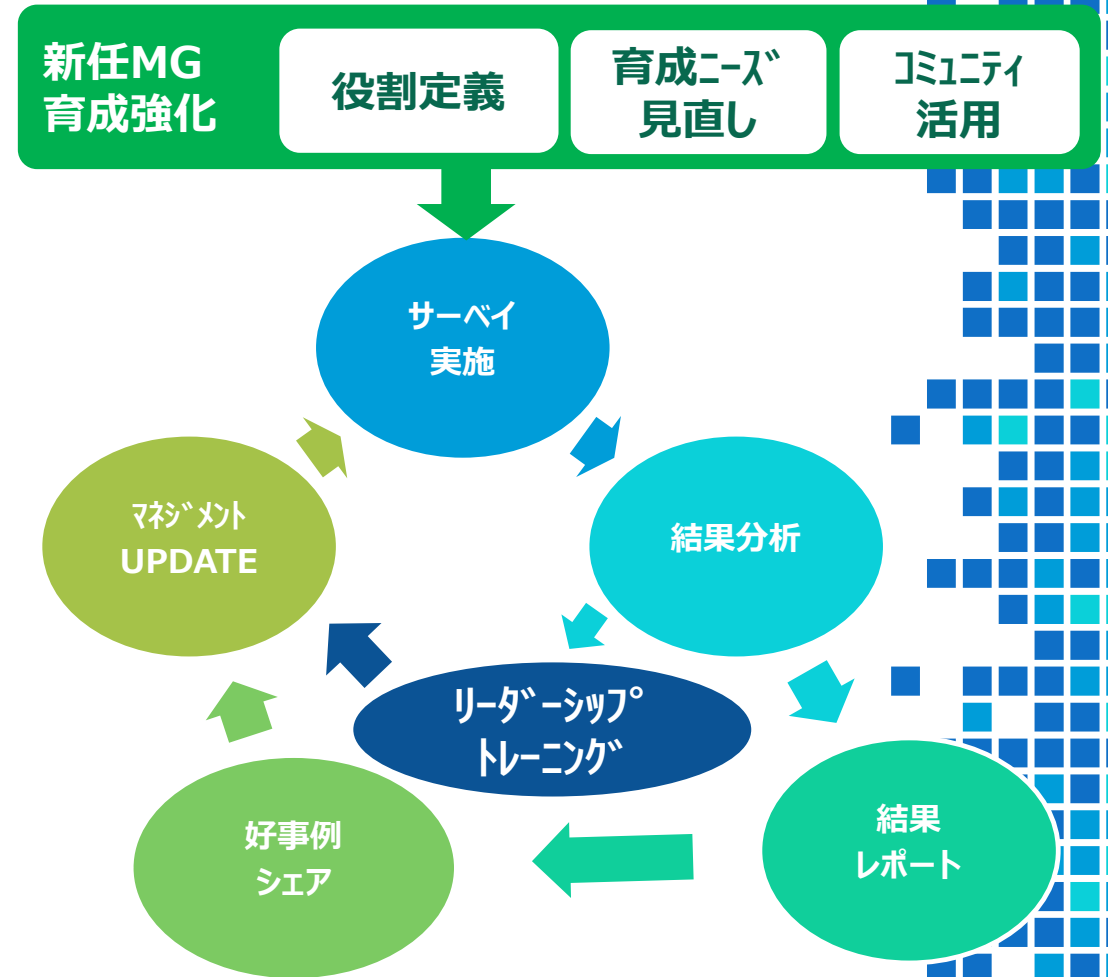 新任MG
育成強化
役割定義
育成ﾆｰｽﾞ
見直し
ｺﾐｭﾆﾃｨ
活用
サーベイ
実施
ﾏﾈｼﾞﾒﾝﾄ
UPDATE
結果分析
ﾘｰﾀﾞｰｼｯﾌﾟ
ﾄﾚｰﾆﾝｸﾞ
好事例
シェア
結果
レポート